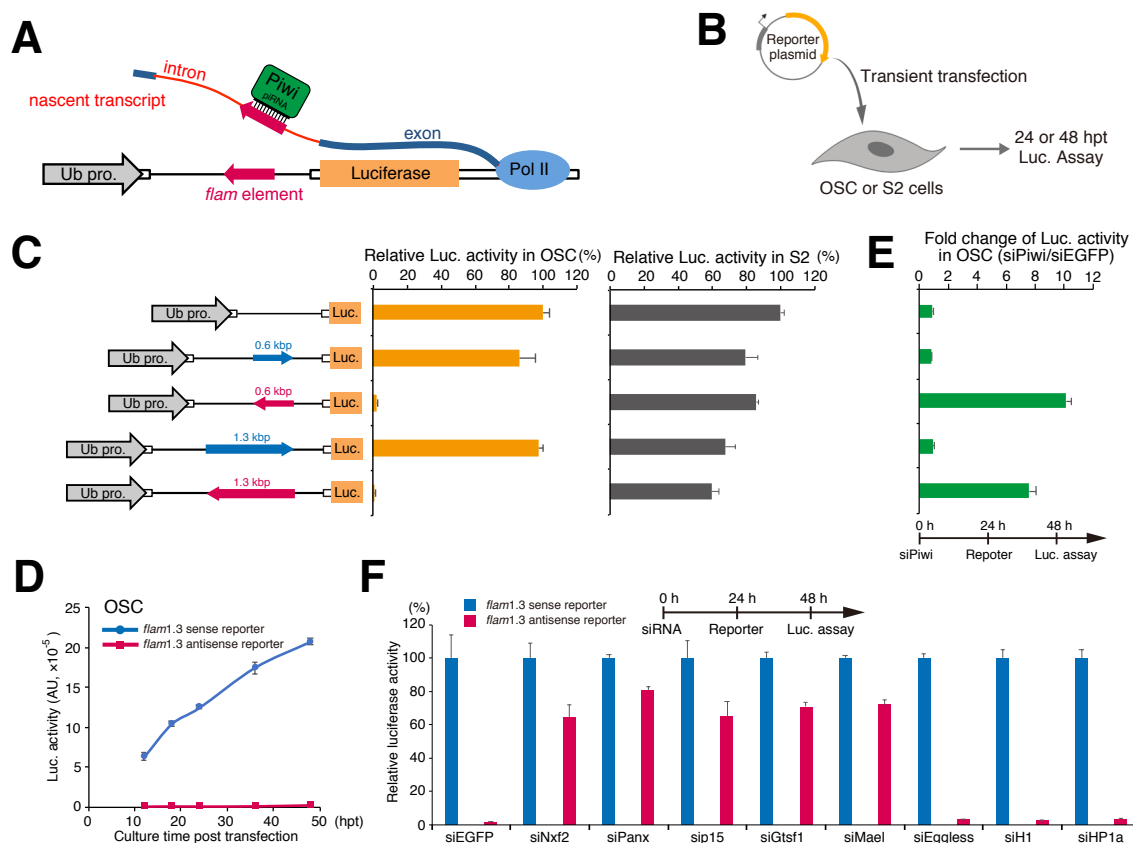 A
intron
nascent transcript
Piwi
piRNA
exon
Ub pro.
flam element
Luciferase
Pol II
B
Reporter
plasmid
Transient transfection
OSC or S2 cells
24 or 48 hpt
Luc. Assay
C
Relative Luc. activity in OSC (%)
0 20 40 60 80 100 120
Relative Luc. activity in S2 (%)
0 20 40 60 80 100 120
Ub pro. Luc.
Ub pro. 0.6 kbp Luc.
Ub pro. 0.6 kbp Luc.
Ub pro. 1.3 kbp Luc.
Ub pro. 1.3 kbp Luc.
E
Fold change of Luc. activity
in OSC (siPiwi/siEGFP)
0 2 4 6 8 10 12
0 h 24 h 48 h
siPiwi Repoter Luc. assay
D
OSC
flam1.3 sense reporter
flam1.3 antisense reporter
Luc. activity (AU, ×10-5)
25
20
15
10
5
0
0 10 20 30 40 50 (hpt)
Culture time post transfection
F
(%)
flam1.3 sense reporter
flam1.3 antisense reporter
0 h 24 h 48 h
siRNA Reporter Luc. assay
Relative luciferase activity
120
100
80
60
40
20
0
siEGFP siNxf2 siPanx sip15 siGtsf1 siMael siEggless siH1 siHP1a